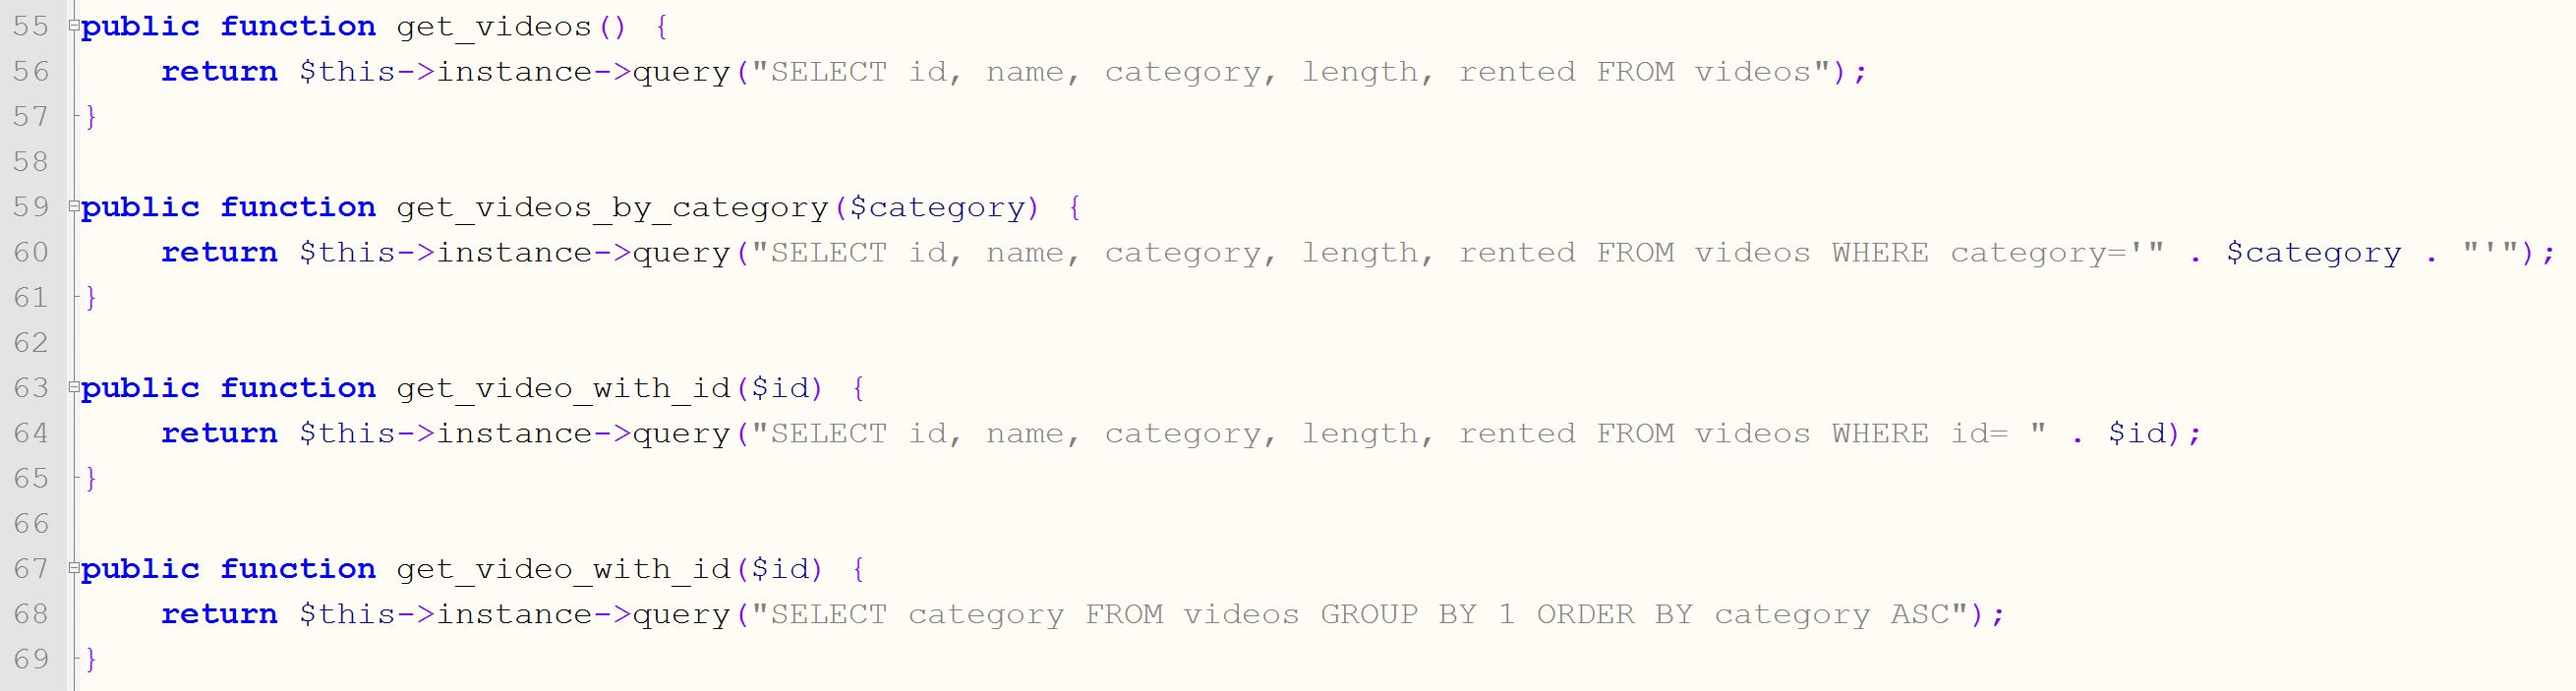 55 public function get_videos() {
56     return $this->instance->query("SELECT id, name, category, length, rented FROM videos");
57 }
58
59 public function get_videos_by_category($category) {
60     return $this->instance->query("SELECT id, name, category, length, rented FROM videos WHERE category='" . $category . "'");
61 }
62
63 public function get_video_with_id($id) {
64     return $this->instance->query("SELECT id, name, category, length, rented FROM videos WHERE id= " . $id);
65 }
66
67 public function get_video_with_id($id) {
68     return $this->instance->query("SELECT category FROM videos GROUP BY 1 ORDER BY category ASC");
69 }